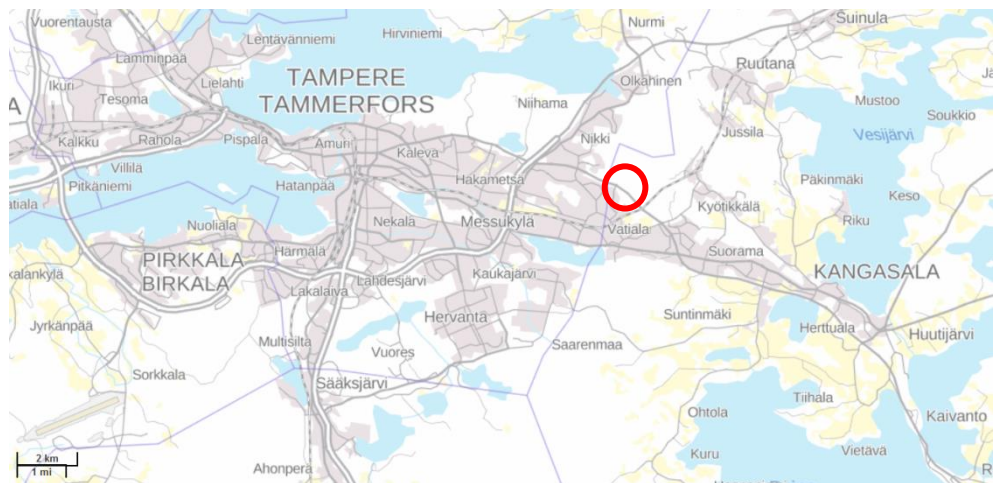 Vuorentausta
Lentävänniemi
Hirviniemi
Nurmi
Suinula
Lamminpää
Ruutana
Ikuri
Lielahti
TAMPERE
TAMMERFORS
Olkahinen
Tesoma
Niihama
Mustoo
Soukkio
Vesijärvi
Jussila
Kalkku
Rahola
Pispala
Amuri
Kaleva
Nikki
Villilä
Pitkäniemi
Hatanpää
Hakametsä
Päkinmäki
Keso
Kyötikkälä
Riku
Nuoliala
Nekala
Messukylä
Vatiala
Suorama
PIRKKALA
BIRKALA
Härmälä
Lahdesjärvi
Kaukajärvi
KANGASALA
Lakalaiva
Hervanta
Suntinmäki
Herttuala
Huutijärvi
Jyrkänpää
Multisilta
Vuores
Saarenmaa
Sorkkala
Sääksjärvi
Tiihala
Ohtola
Kaivanto
Kuru
Vietävä
Ahonperä
2 km
1 mi